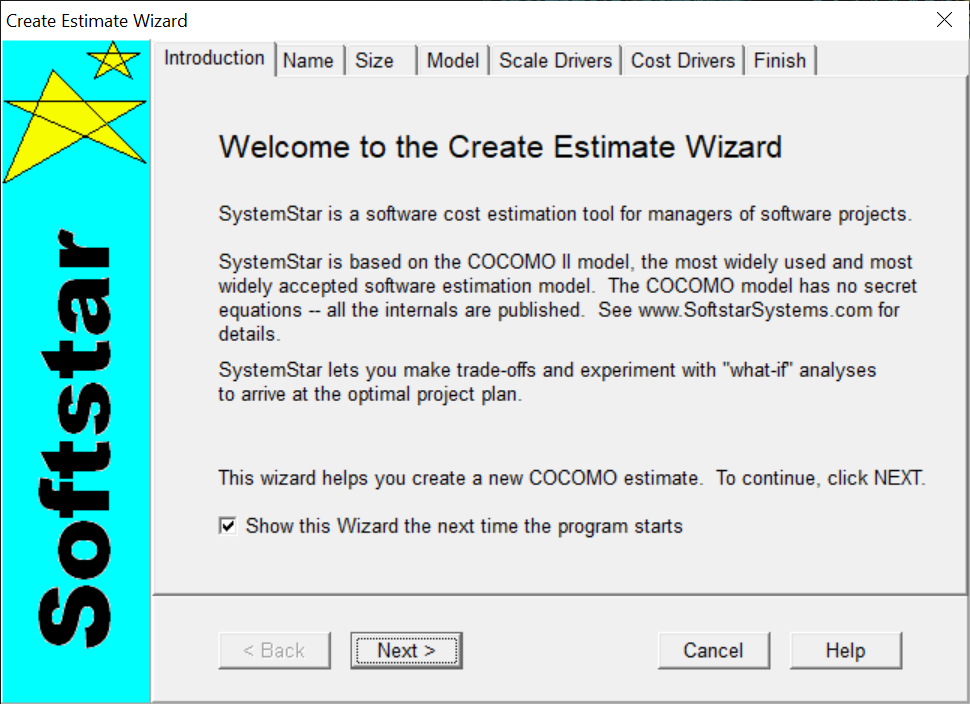 Create Estimate Wizard
Introduction Name Size Model Scale Drivers Cost Drivers Finish
Softstar
Welcome to the Create Estimate Wizard
SystemStar is a software cost estimation tool for managers of software projects.
SystemStar is based on the COCOMO II model, the most widely used and most
widely accepted software estimation model.  The COCOMO model has no secret
equations -- all the internals are published.  See www.SoftstarSystems.com for
details.
SystemStar lets you make trade-offs and experiment with "what-if" analyses
to arrive at the optimal project plan.
This wizard helps you create a new COCOMO estimate.  To continue, click NEXT.
Show this Wizard the next time the program starts
< Back Next > Cancel Help